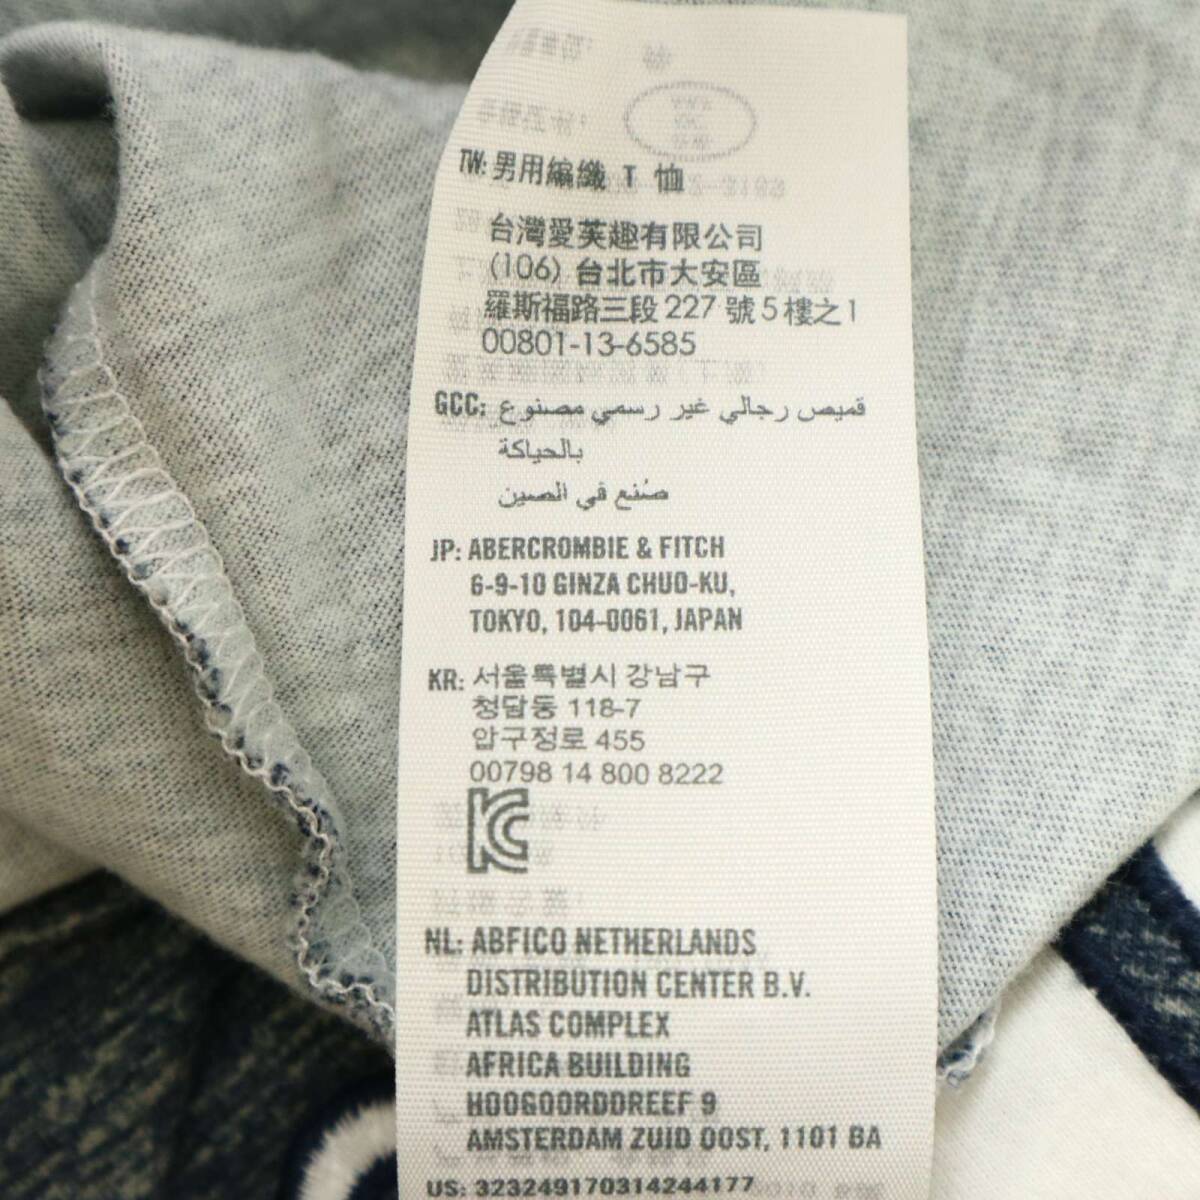 TW: 男用編織 T 恤
台灣愛芙趣有限公司
(106) 台北市大安區
羅斯福路三段 227 號 5 樓之 1
00801-13-6585
GCC: قميص رجالي غير رسمي مصنوع
بالحياكة
صُنع في الصين
JP: ABERCROMBIE & FITCH
6-9-10 GINZA CHUO-KU,
TOKYO, 104-0061, JAPAN
KR: 서울특별시 강남구
청담동 118-7
압구정로 455
00798 14 800 8222
NL: ABFICO NETHERLANDS
DISTRIBUTION CENTER B.V.
ATLAS COMPLEX
AFRICA BUILDING
HOOGOORDDREEF 9
AMSTERDAM ZUID OOST, 1101 BA
US: 323249170314244177